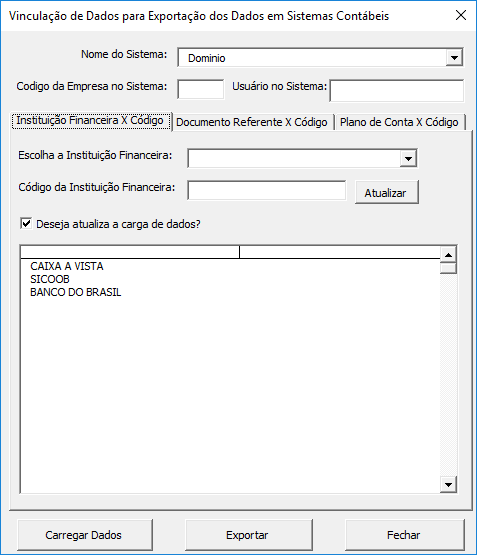 Vinculação de Dados para Exportação dos Dados em Sistemas Contábeis
Nome do Sistema: Dominio
Codigo da Empresa no Sistema: Usuário no Sistema:
Instituição Financeira X Código Documento Referente X Código Plano de Conta X Código
Escolha a Instituição Financeira:
Código da Instituição Financeira: Atualizar
Deseja atualiza a carga de dados?
CAIXA A VISTA
SICOOB
BANCO DO BRASIL
Carregar Dados Exportar Fechar